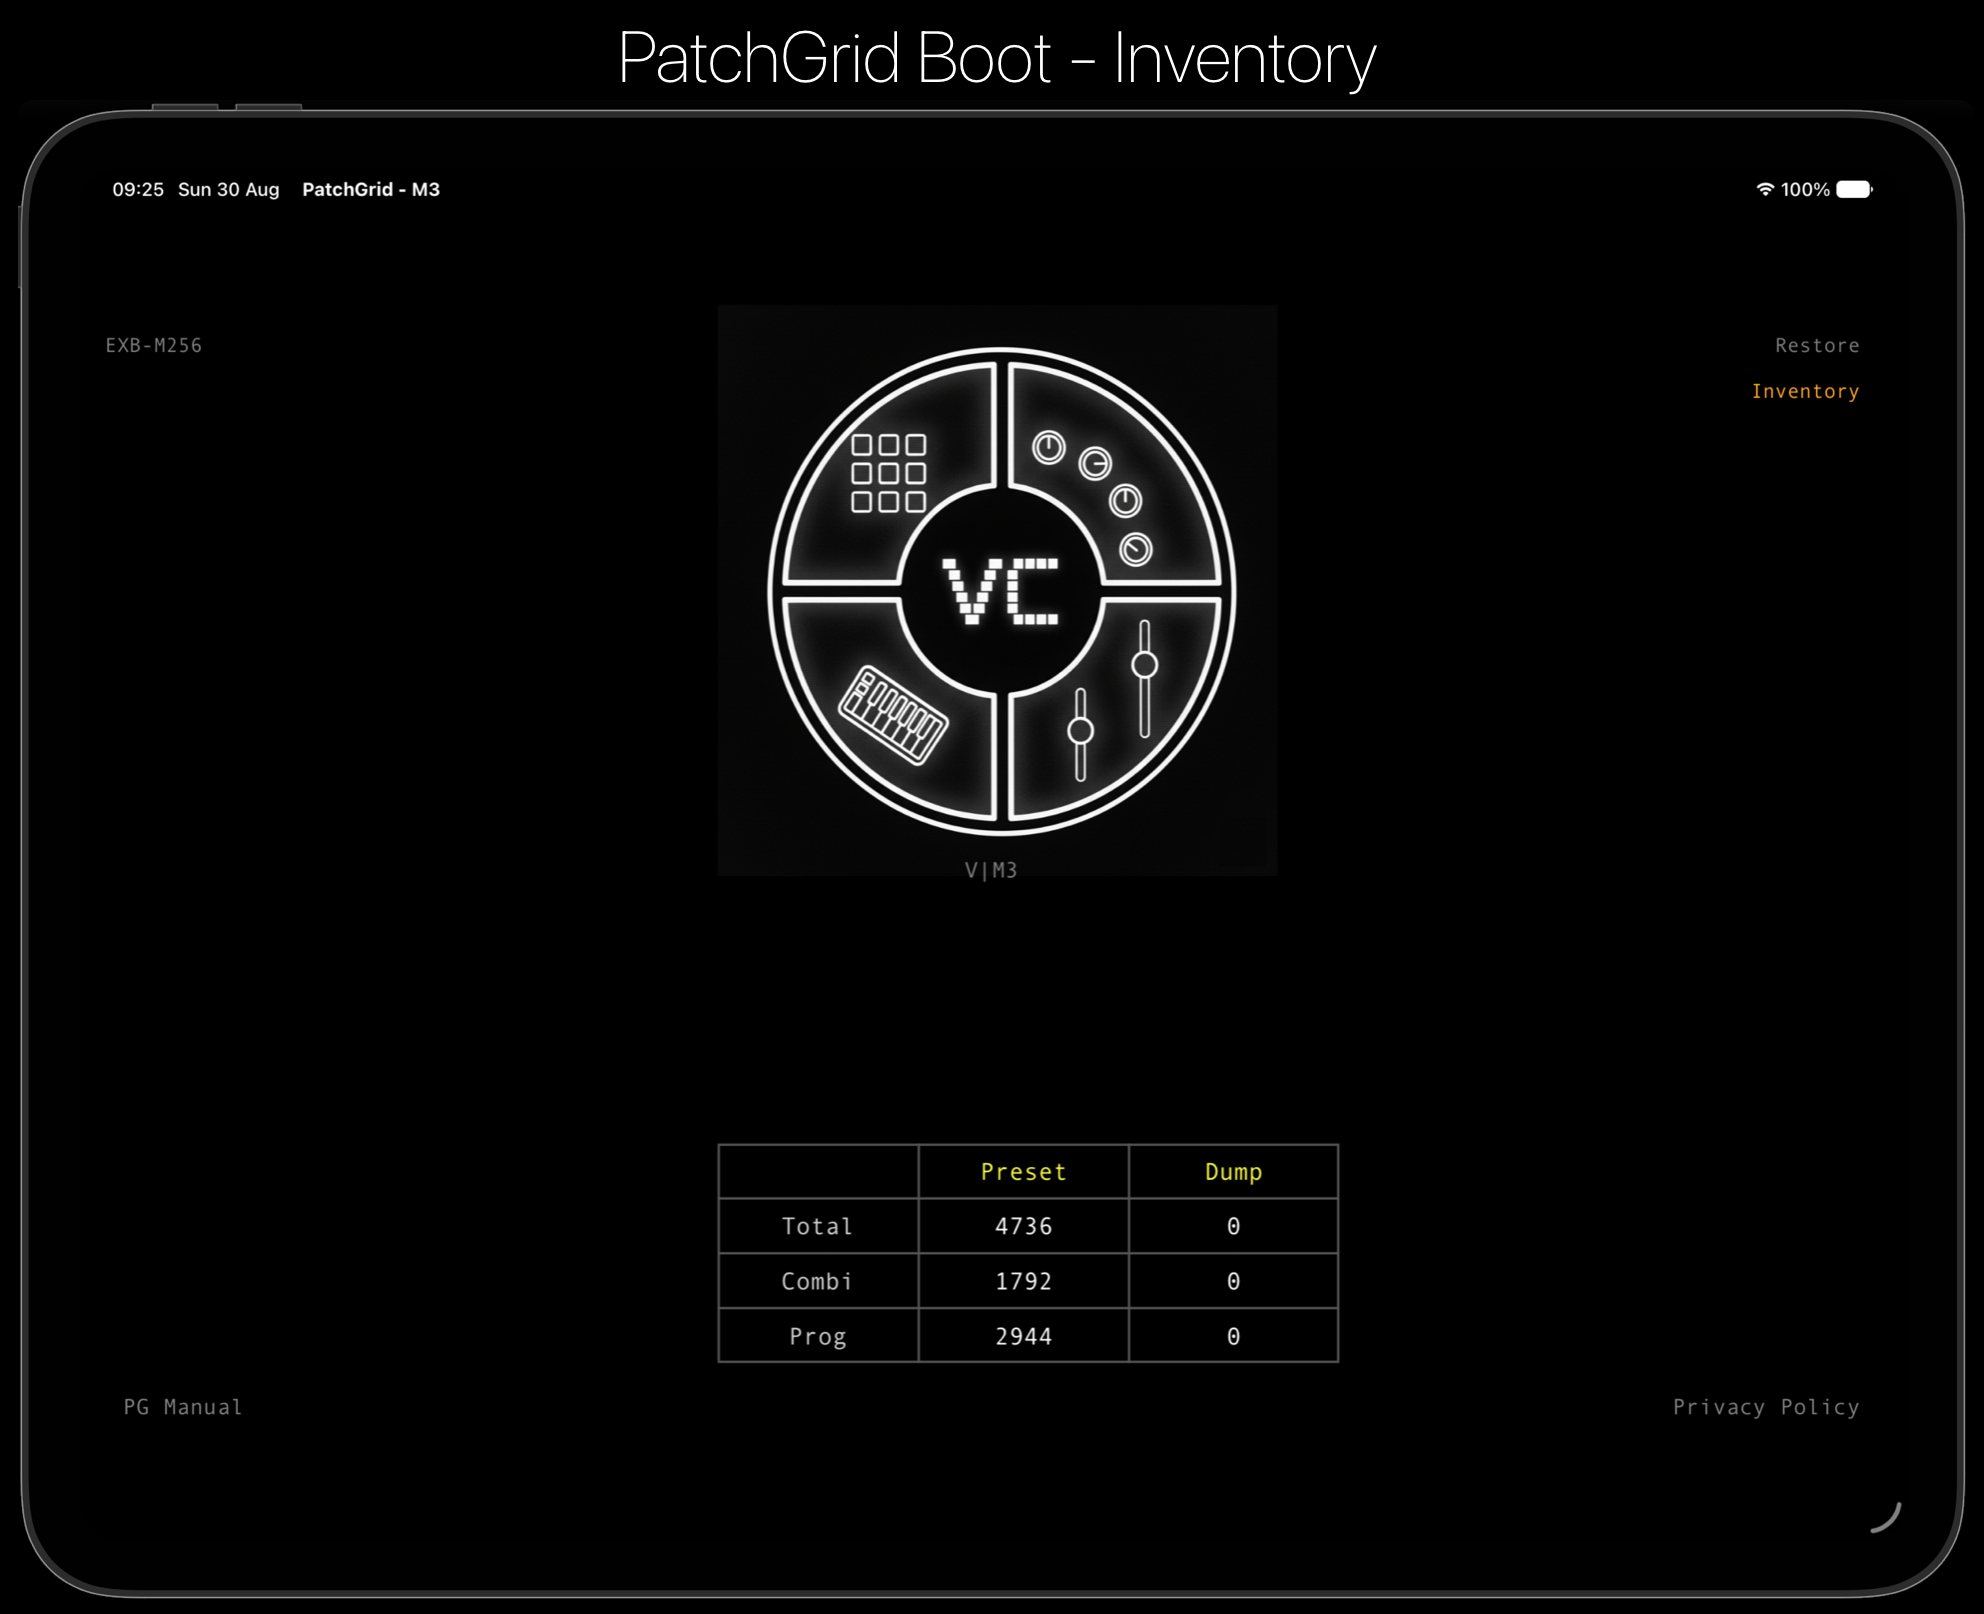 PatchGrid Boot - Inventory
09:25 Sun 30 Aug PatchGrid - M3 100%
EXB-M256 Restore
Inventory
VC
V|M3
Preset Dump
Total 4736 0
Combi 1792 0
Prog 2944 0
PG Manual Privacy Policy